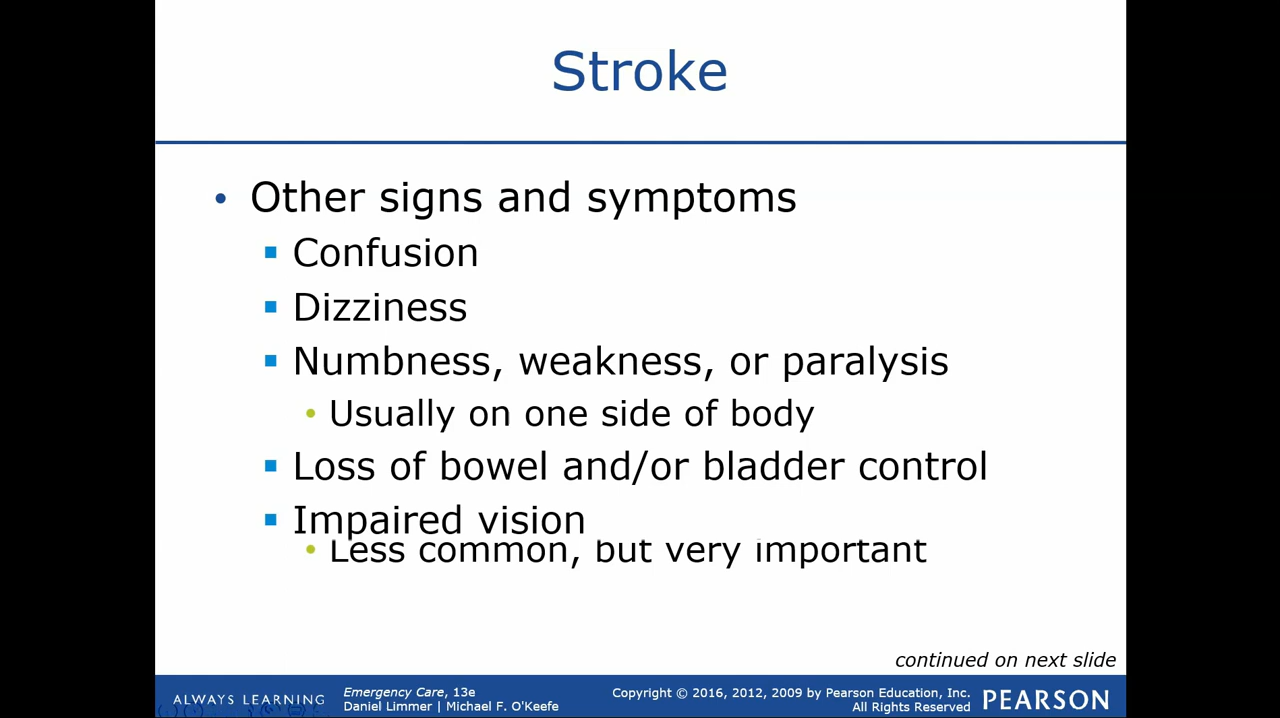 Stroke
• Other signs and symptoms
▪ Confusion
▪ Dizziness
▪ Numbness, weakness, or paralysis
• Usually on one side of body
▪ Loss of bowel and/or bladder control
▪ Impaired vision
• Less common, but very important
continued on next slide
ALWAYS LEARNING
Emergency Care, 13e
Daniel Limmer | Michael F. O'Keefe
Copyright © 2016, 2012, 2009 by Pearson Education, Inc.
All Rights Reserved
PEARSON